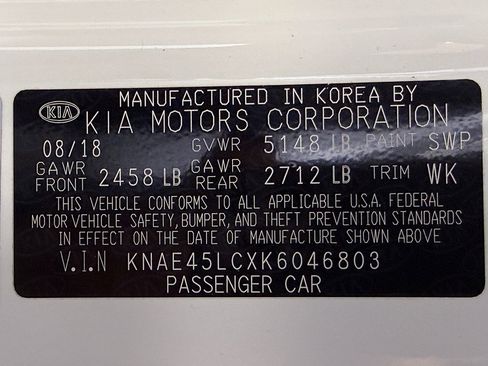 MANUFACTURED IN KOREA BY
KIA KIA MOTORS CORPORATION
08/18 GVWR 5148 LB PAINT SWP
GAWR FRONT 2458 LB GAWR REAR 2712 LB TRIM WK
THIS VEHICLE CONFORMS TO ALL APPLICABLE U.S.A. FEDERAL
MOTOR VEHICLE SAFETY, BUMPER, AND THEFT PREVENTION STANDARDS
IN EFFECT ON THE DATE OF MANUFACTURE SHOWN ABOVE
V.I.N KNAE45LCXK6046803
PASSENGER CAR